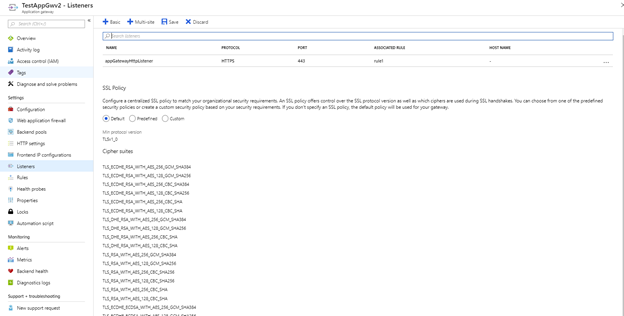 TestAppGwv2 - Listeners
Application gateway
Search (Ctrl+/)
Overview
Activity log
Access control (IAM)
Tags
Diagnose and solve problems
Settings
Configuration
Web application firewall
Backend pools
HTTP settings
Frontend IP configurations
Listeners
Rules
Health probes
Properties
Locks
Automation script
Monitoring
Alerts
Metrics
Backend health
Diagnostics logs
Support + troubleshooting
New support request
Basic Multi-site Save Discard
Search listeners
NAME PROTOCOL PORT ASSOCIATED RULE HOST NAME
appGatewayHttpListener HTTPS 443 rule1 - ...
SSL Policy
Configure a centralized SSL policy to match your organizational security requirements. An SSL policy offers control over the SSL protocol version as well as which ciphers are used during SSL handshakes. You can choose from one of the predefined
security policies or create a custom security policy based on your security requirements. If you don't specify an SSL policy, the default policy will be used for your gateway.
Default Predefined Custom
Min protocol version
TLSv1_0
Cipher suites
TLS_ECDHE_RSA_WITH_AES_256_GCM_SHA384
TLS_ECDHE_RSA_WITH_AES_128_GCM_SHA256
TLS_ECDHE_RSA_WITH_AES_256_CBC_SHA384
TLS_ECDHE_RSA_WITH_AES_128_CBC_SHA256
TLS_ECDHE_RSA_WITH_AES_256_CBC_SHA
TLS_ECDHE_RSA_WITH_AES_128_CBC_SHA
TLS_DHE_RSA_WITH_AES_256_GCM_SHA384
TLS_DHE_RSA_WITH_AES_128_GCM_SHA256
TLS_DHE_RSA_WITH_AES_256_CBC_SHA
TLS_DHE_RSA_WITH_AES_128_CBC_SHA
TLS_RSA_WITH_AES_256_GCM_SHA384
TLS_RSA_WITH_AES_128_GCM_SHA256
TLS_RSA_WITH_AES_256_CBC_SHA256
TLS_RSA_WITH_AES_128_CBC_SHA256
TLS_RSA_WITH_AES_256_CBC_SHA
TLS_RSA_WITH_AES_128_CBC_SHA
TLS_ECDHE_ECDSA_WITH_AES_256_GCM_SHA384
TLS_ECDHE_ECDSA_WITH_AES_128_GCM_SHA256